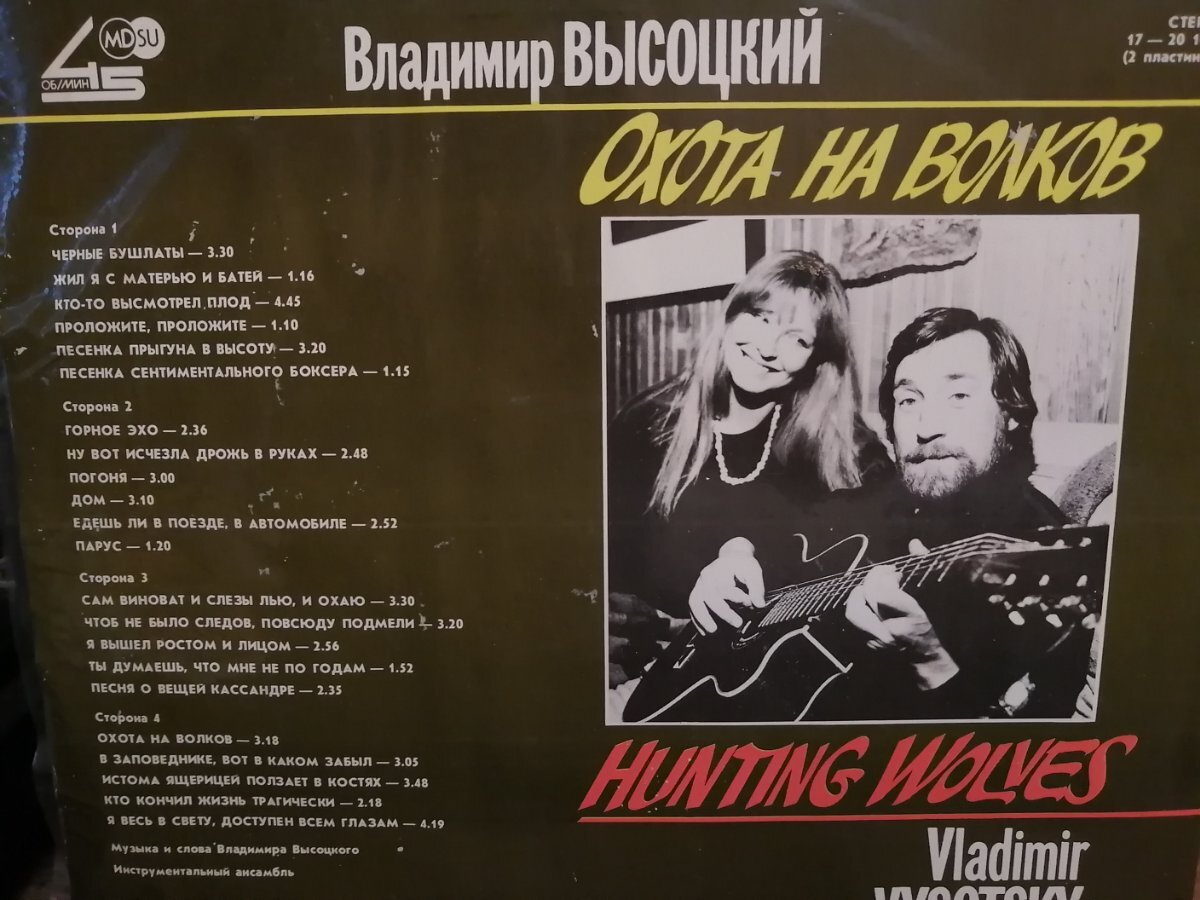 MD SU
45
ОБ/МИН
Владимир ВЫСОЦКИЙ
17 — 20
(2
ОХОТА НА ВОЛКОВ
Сторона 1
ЧЕРНЫЕ БУШЛАТЫ — 3.30
ЖИЛ Я С МАТЕРЬЮ И БАТЕЙ — 1.16
КТО-ТО ВЫСМОТРЕЛ ПЛОД — 4.45
ПРОЛОЖИТЕ, ПРОЛОЖИТЕ — 1.10
ПЕСЕНКА ПРЫГУНА В ВЫСОТУ — 3.20
ПЕСЕНКА СЕНТИМЕНТАЛЬНОГО БОКСЕРА — 1.15
Сторона 2
ГОРНОЕ ЭХО — 2.36
НУ ВОТ ИСЧЕЗЛА ДРОЖЬ В РУКАХ — 2.48
ПОГОНЯ — 3.00
ДОМ — 3.10
ЕДЕШЬ ЛИ В ПОЕЗДЕ, В АВТОМОБИЛЕ — 2.52
ПАРУС — 1.20
Сторона 3
САМ ВИНОВАТ И СЛЕЗЫ ЛЬЮ, И ОХАЮ — 3.30
ЧТОБ НЕ БЫЛО СЛЕДОВ, ПОВСЮДУ ПОДМЕЛИ — 3.20
Я ВЫШЕЛ РОСТОМ И ЛИЦОМ — 2.56
ТЫ ДУМАЕШЬ, ЧТО МНЕ НЕ ПО ГОДАМ — 1.52
ПЕСНЯ О ВЕЩЕЙ КАССАНДРЕ — 2.35
Сторона 4
ОХОТА НА ВОЛКОВ — 3.18
В ЗАПОВЕДНИКЕ, ВОТ В КАКОМ ЗАБЫЛ — 3.05
ИСТОМА ЯЩЕРИЦЕЙ ПОЛЗАЕТ В КОСТЯХ — 3.48
КТО КОНЧИЛ ЖИЗНЬ ТРАГИЧЕСКИ — 2.18
Я ВЕСЬ В СВЕТУ, ДОСТУПЕН ВСЕМ ГЛАЗАМ — 4.19
Музыка и слова Владимира Высоцкого
Инструментальный ансамбль
HUNTING WOLVES
Vladimir
VYSOTSKY